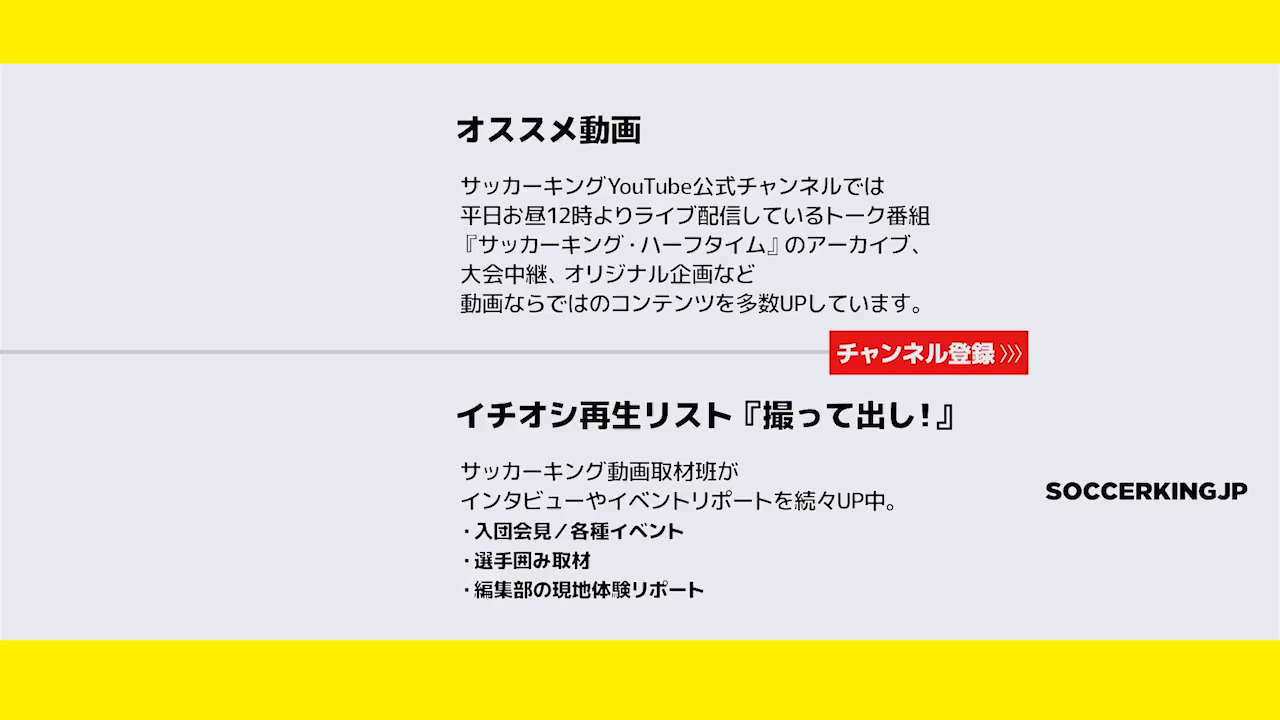 オススメ動画
サッカーキングYouTube公式チャンネルでは
平日お昼12時よりライブ配信しているトーク番組
『サッカーキング・ハーフタイム』のアーカイブ、
大会中継、オリジナル企画など
動画ならではのコンテンツを多数UPしています。
チャンネル登録 》〉
イチオシ再生リスト『撮って出し！』
サッカーキング動画取材班が
インタビューやイベントリポートを続々UP中。
・入団会見／各種イベント
・選手囲み取材
・編集部の現地体験リポート
SOCCERKINGJP